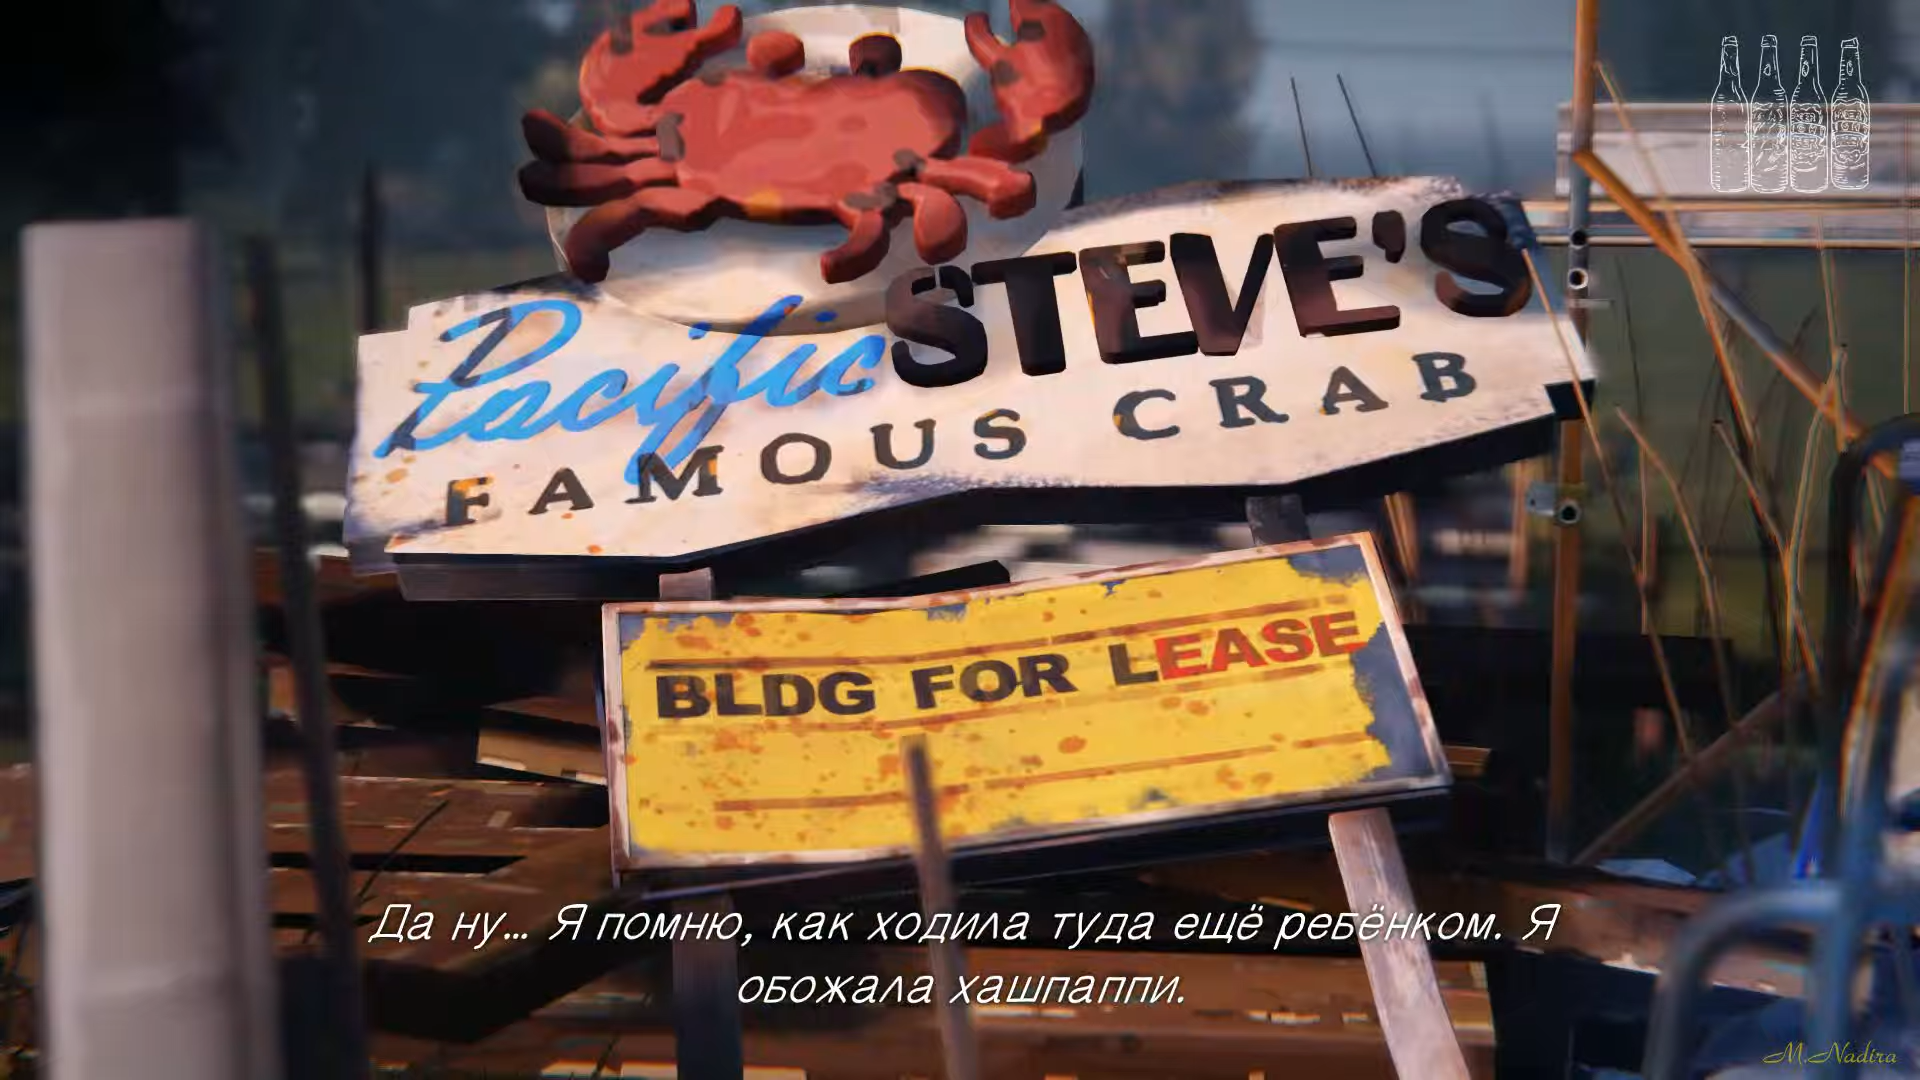 Pacific STEVE'S
FAMOUS CRAB
BLDG FOR LEASE
Да ну... Я помню, как ходила туда ещё ребёнком. Я
обожала хашпаппи.
M.Nadira